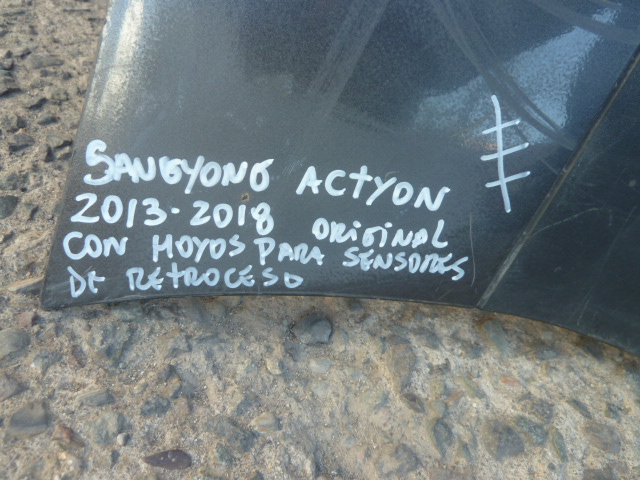 SANGYONG ACTYON
2013-2018 ORIGINAL
CON HOYOS PARA SENSORES
DE RETROCESO